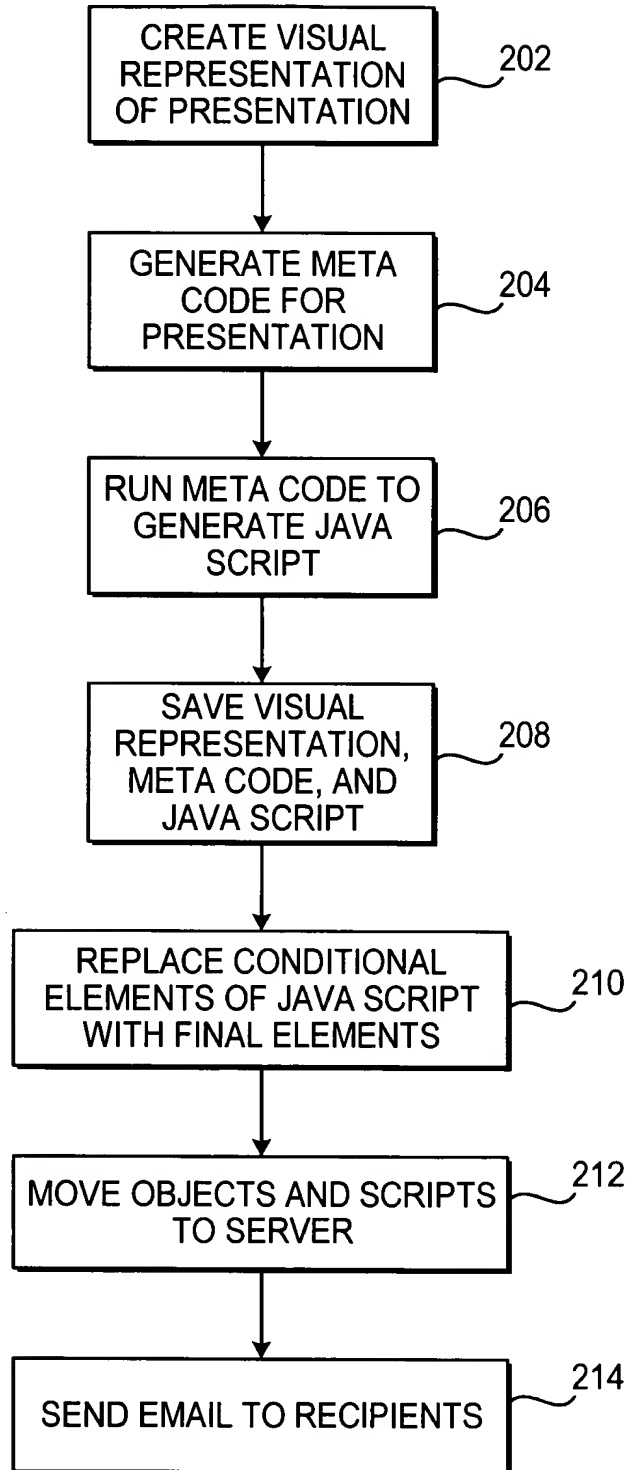 CREATE VISUAL
REPRESENTATION
OF PRESENTATION
202
GENERATE META
CODE FOR
PRESENTATION
204
RUN META CODE TO
GENERATE JAVA
SCRIPT
206
SAVE VISUAL
REPRESENTATION,
META CODE, AND
JAVA SCRIPT
208
REPLACE CONDITIONAL
ELEMENTS OF JAVA SCRIPT
WITH FINAL ELEMENTS
210
MOVE OBJECTS AND SCRIPTS
TO SERVER
212
SEND EMAIL TO RECIPIENTS
214